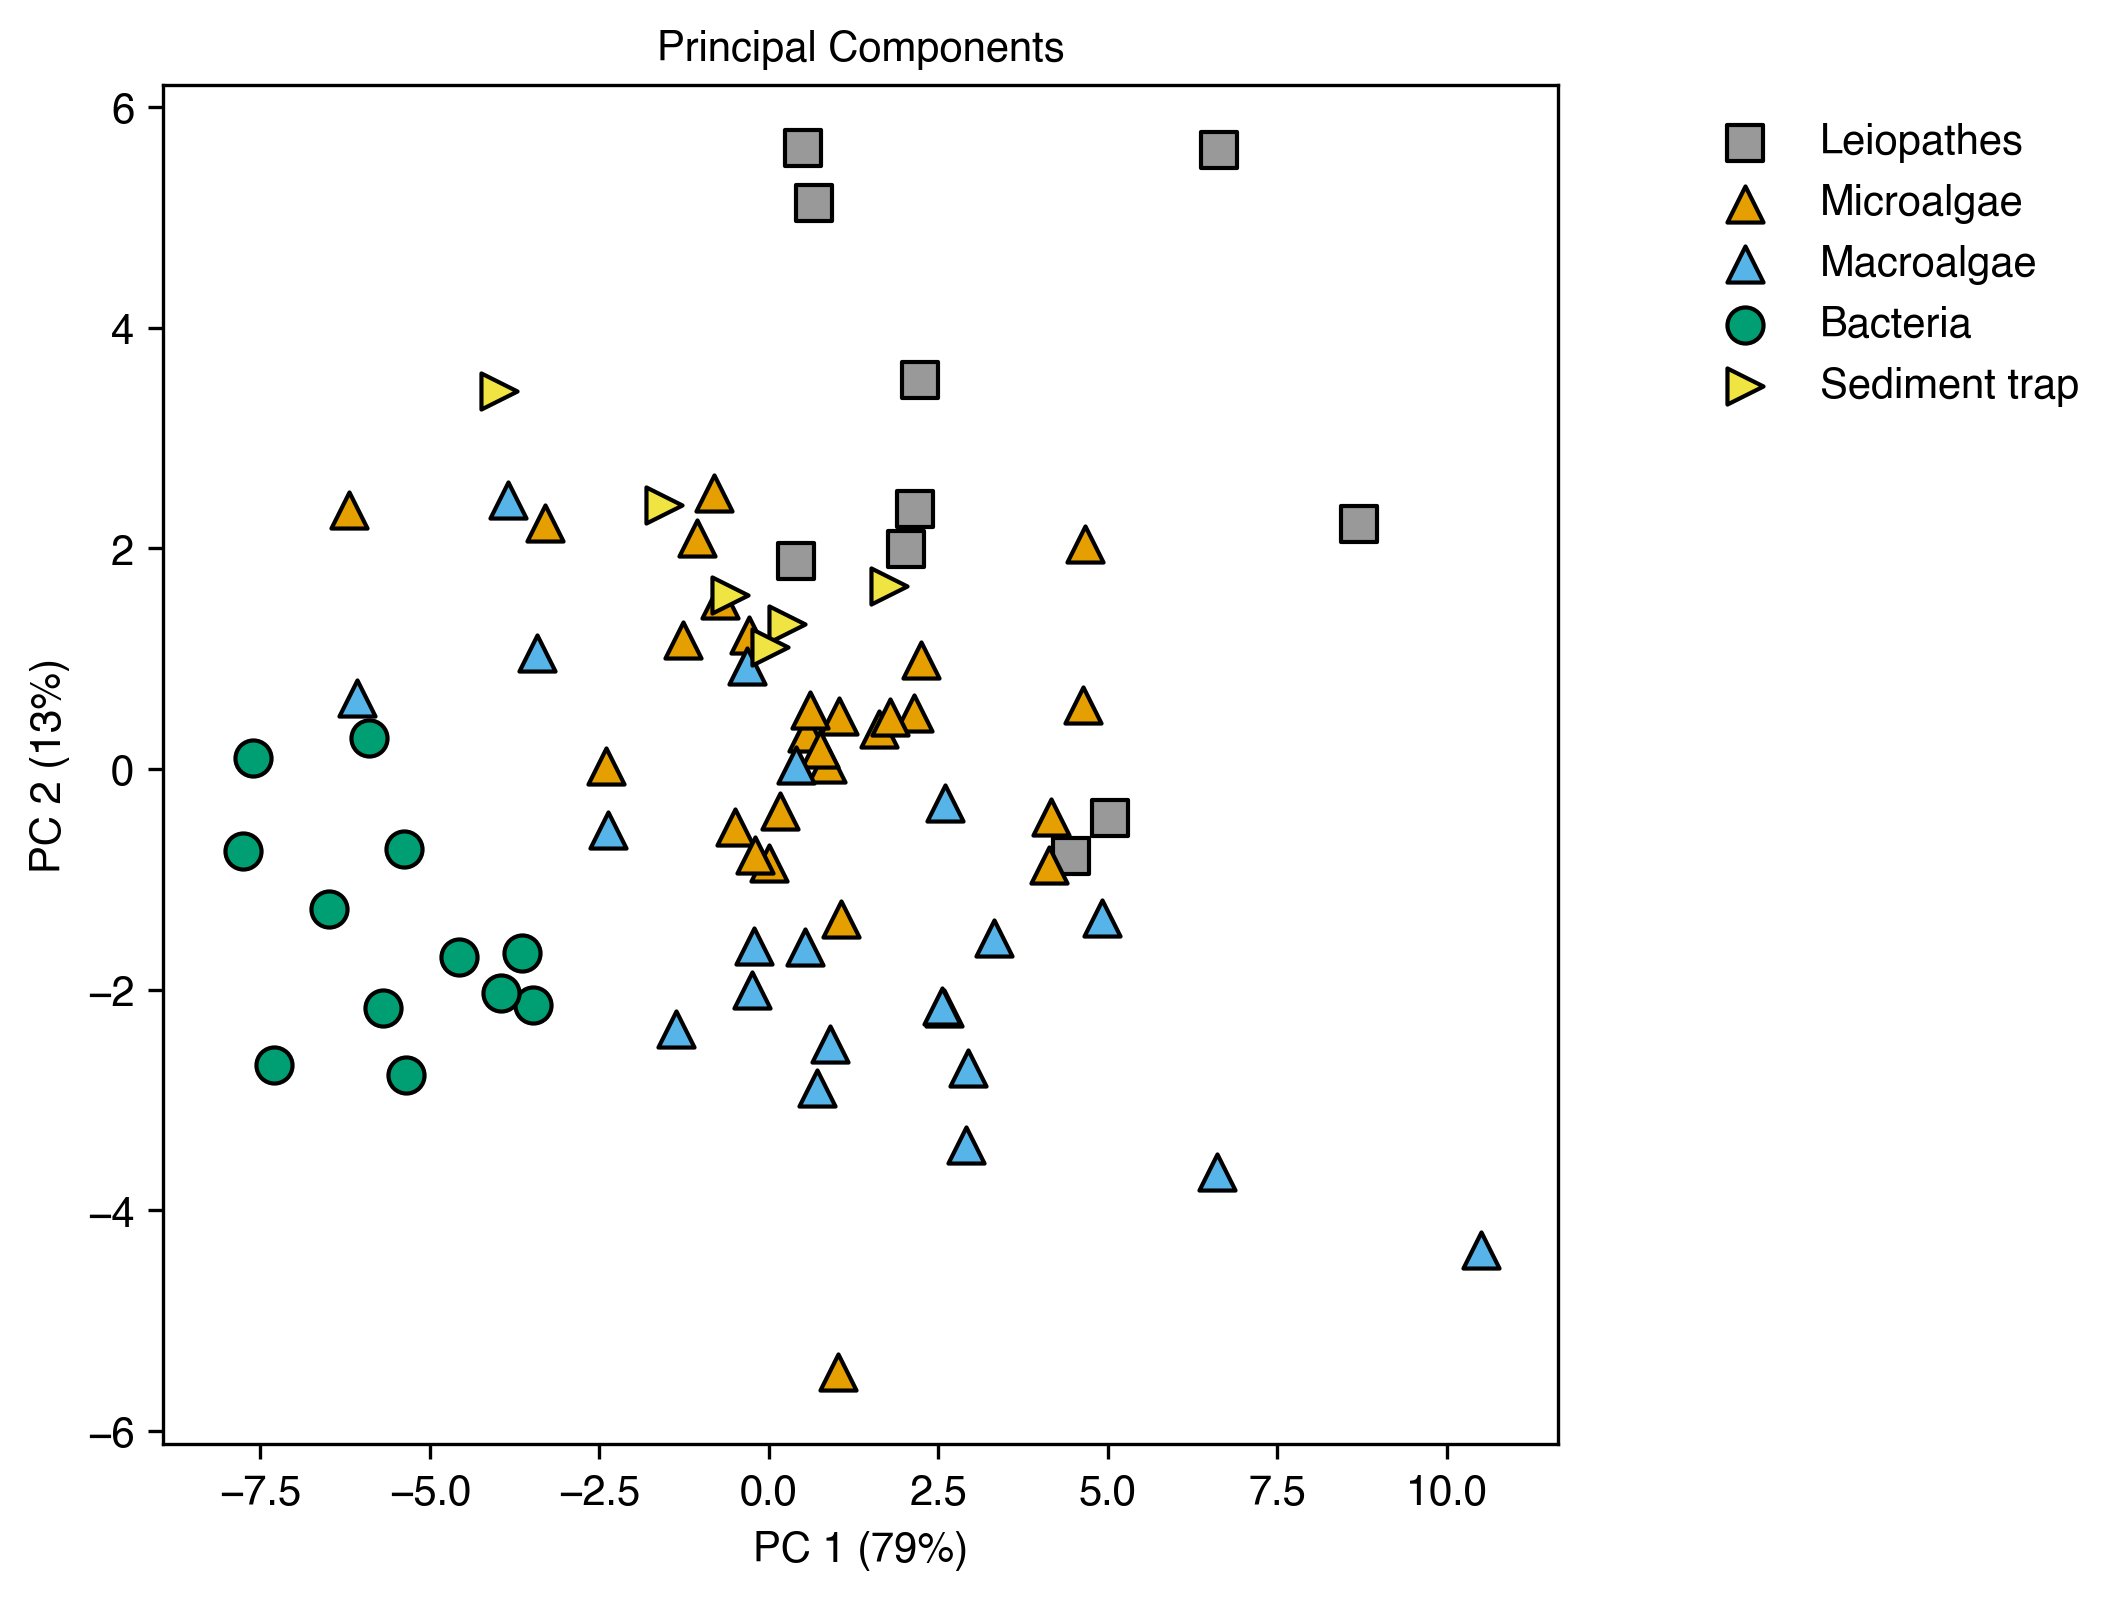 Principal Components
6
4
2
0
−2
−4
−6
PC 2 (13%)
−7.5 −5.0 −2.5 0.0 2.5 5.0 7.5 10.0
PC 1 (79%)
Leiopathes
Microalgae
Macroalgae
Bacteria
Sediment trap